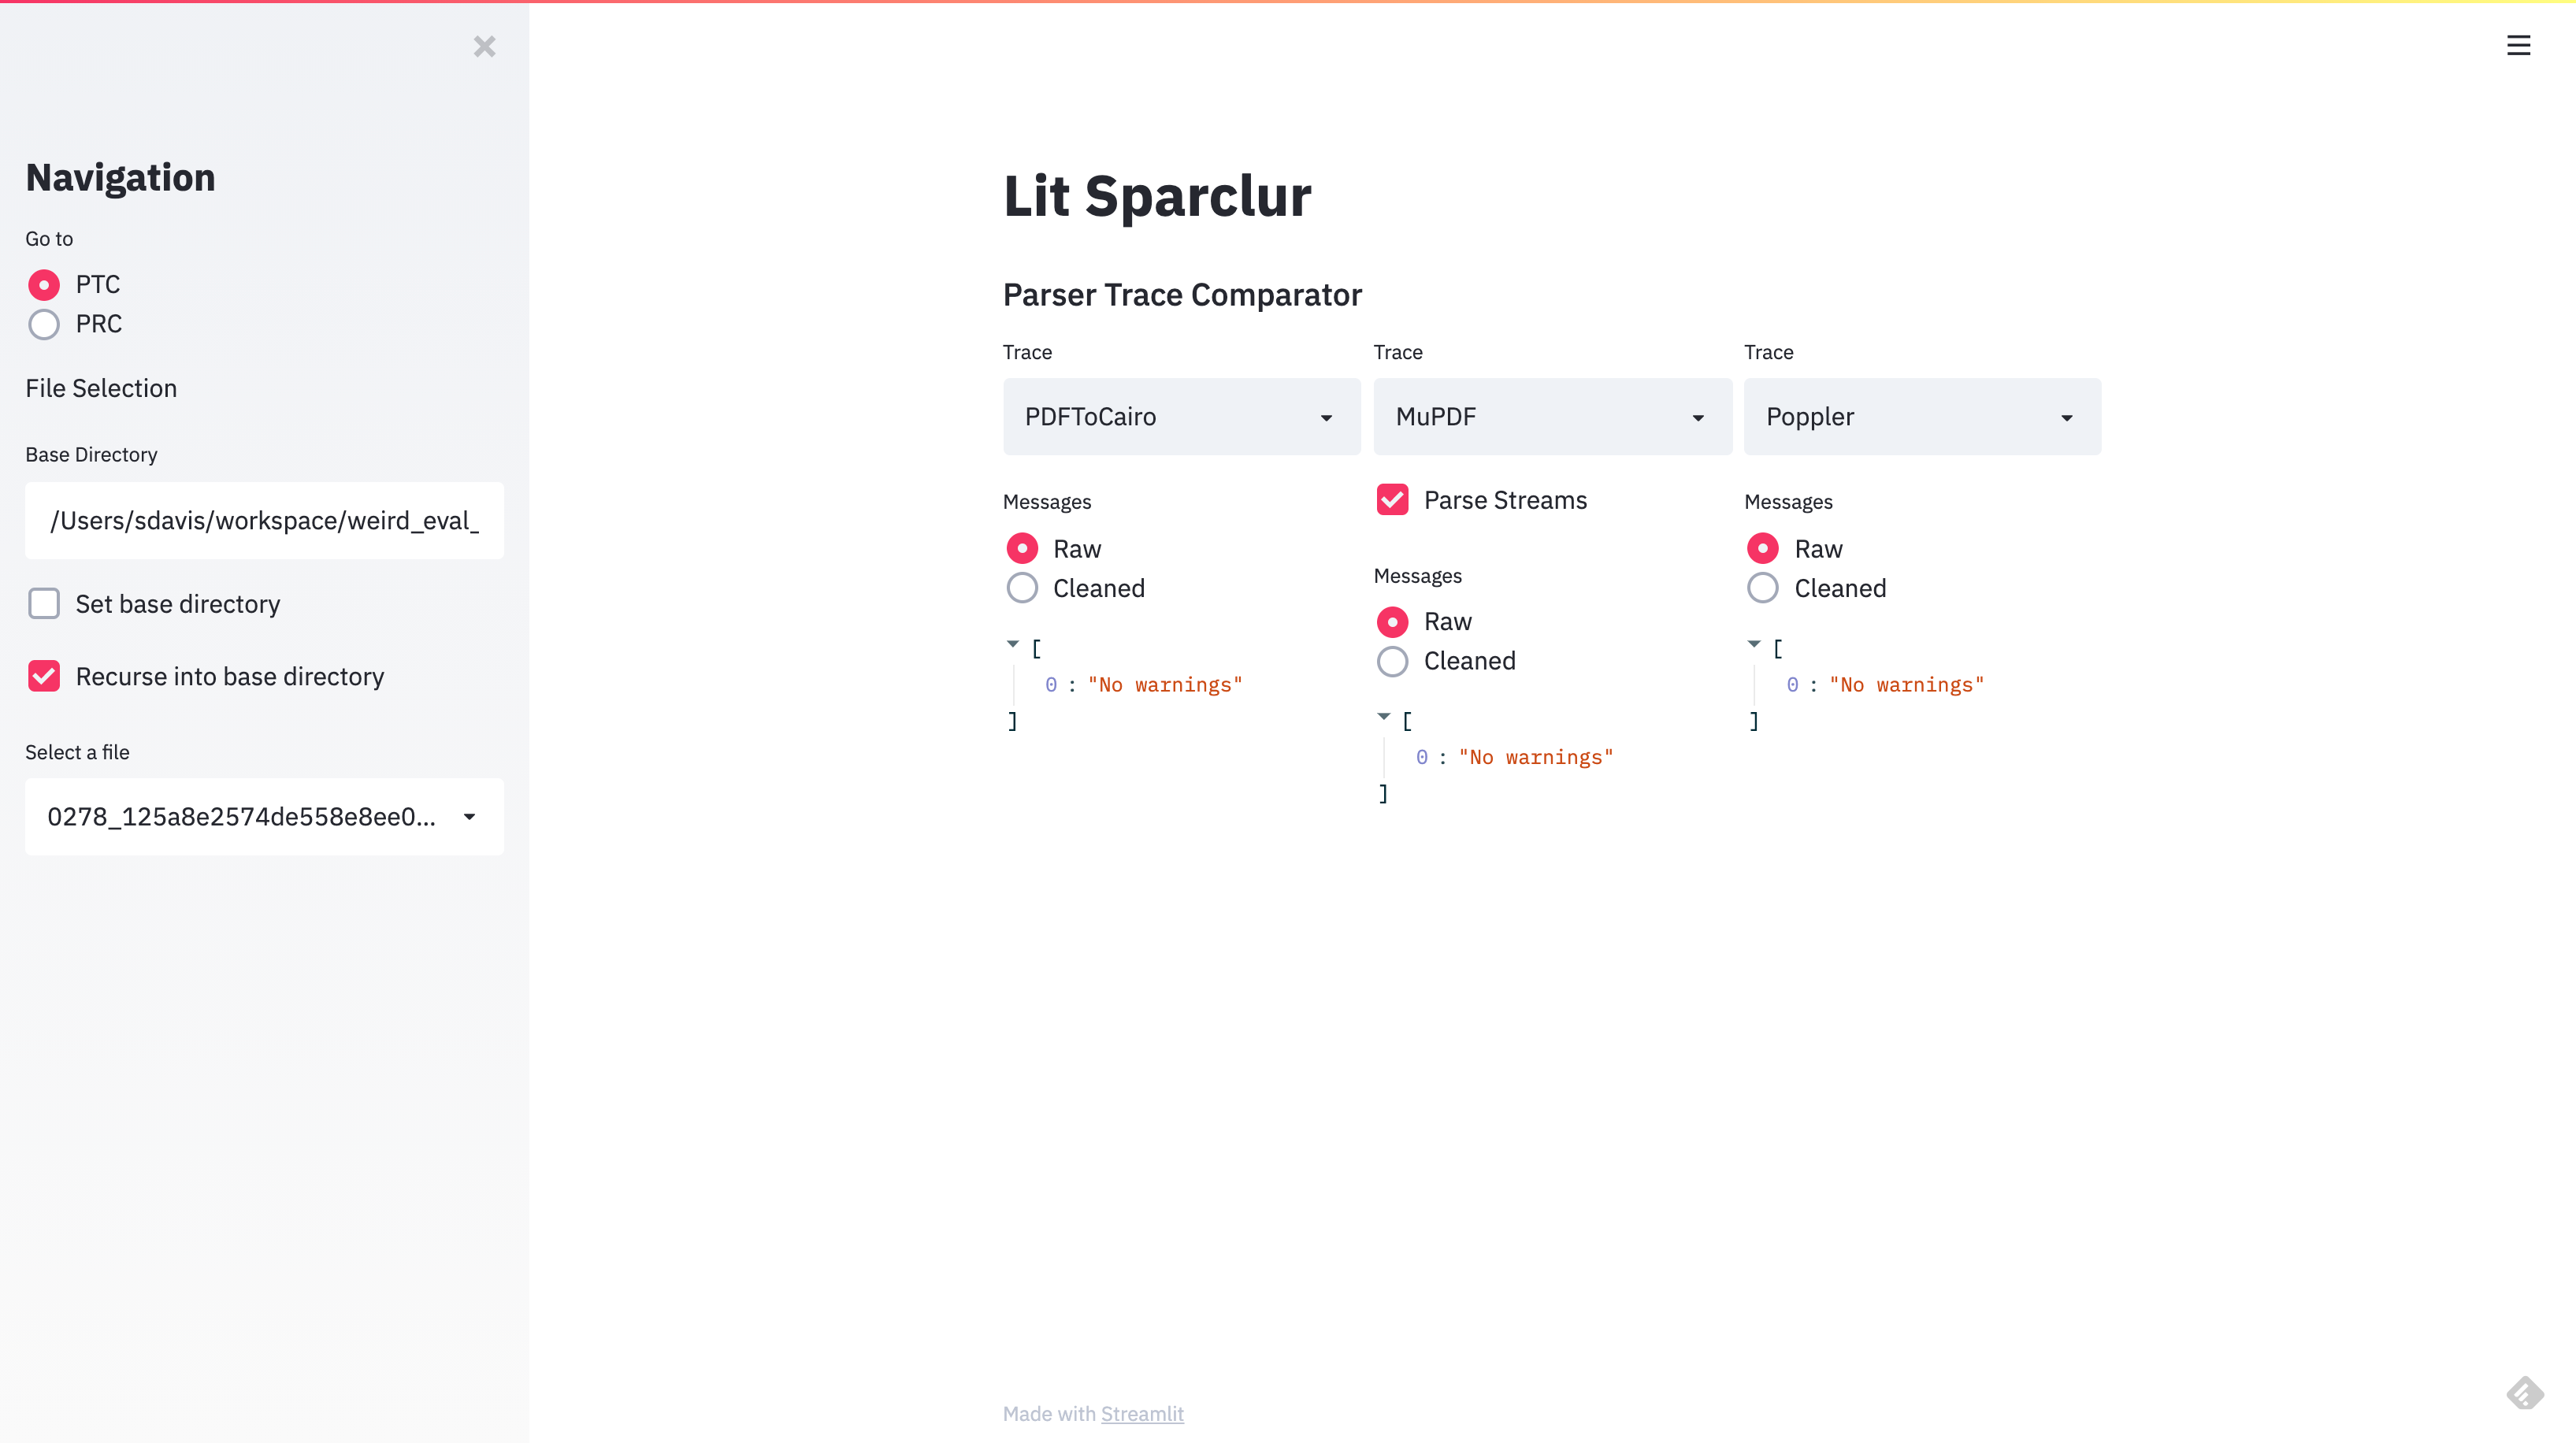 Navigation
Go to
PTC
PRC
File Selection
Base Directory
/Users/sdavis/workspace/weird_eval_
Set base directory
Recurse into base directory
Select a file
0278_125a8e2574de558e8ee0...
Lit Sparclur
Parser Trace Comparator
Trace
PDFToCairo
Messages
Raw
Cleaned
[
0 : "No warnings"
]
Trace
MuPDF
Parse Streams
Messages
Raw
Cleaned
[
0 : "No warnings"
]
Trace
Poppler
Messages
Raw
Cleaned
[
0 : "No warnings"
]
Made with Streamlit